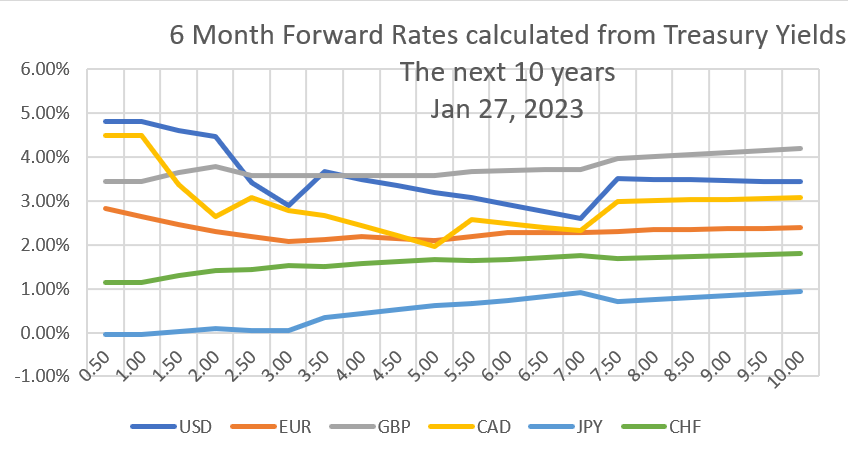 6 Month Forward Rates calculated from Treasury Yields
The next 10 years
Jan 27, 2023
6.00%
5.00%
4.00%
3.00%
2.00%
1.00%
0.00%
-1.00%
0.50 1.00 1.50 2.00 2.50 3.00 3.50 4.00 4.50 5.00 5.50 6.00 6.50 7.00 7.50 8.00 8.50 9.00 9.50 10.00
USD EUR GBP CAD JPY CHF